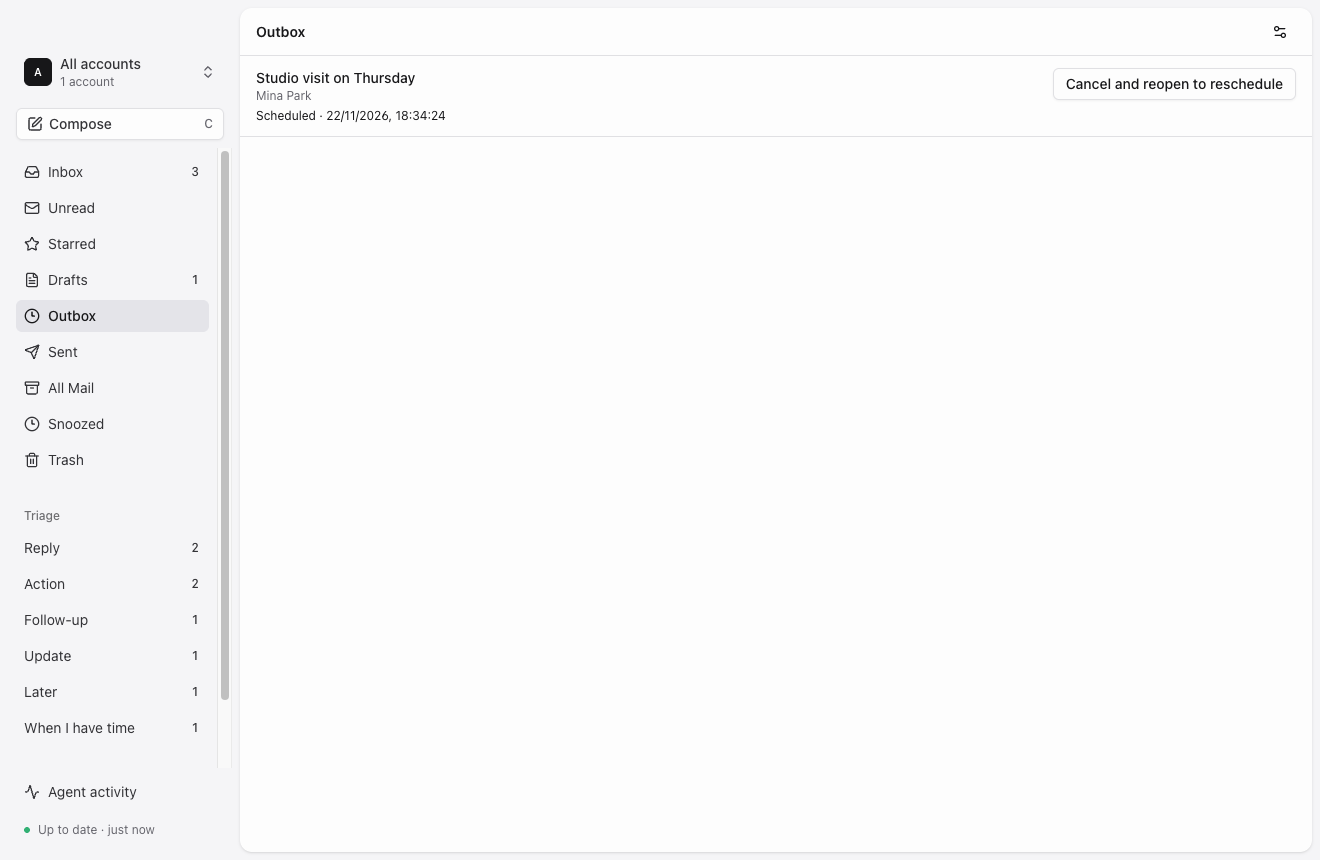 A
All accounts
1 account
Compose
C
Inbox
3
Unread
Starred
Drafts
1
Outbox
Sent
All Mail
Snoozed
Trash
Triage
Reply
2
Action
2
Follow-up
1
Update
1
Later
1
When I have time
1
Agent activity
Up to date · just now
Outbox
Studio visit on Thursday
Mina Park
Scheduled · 22/11/2026, 18:34:24
Cancel and reopen to reschedule